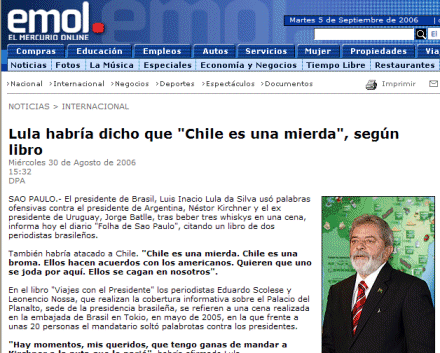 emol.
EL MERCURIO ONLINE
Martes 5 de Septiembre de 2006
El
Compras Educación Empleos Autos Servicios Mujer Propiedades
Noticias Fotos La Música Especiales Economía y Negocios Tiempo Libre Restaurantes
›Nacional ›Internacional ›Negocios ›Deportes ›Espectáculos ›Documentos
Imprimir
NOTICIAS > INTERNACIONAL
Lula habría dicho que "Chile es una mierda", según
libro
Miércoles 30 de Agosto de 2006
15:32
DPA
SAO PAULO.- El presidente de Brasil, Luis Inacio Lula da Silva usó palabras
ofensivas contra el presidente de Argentina, Néstor Kirchner y el ex
presidente de Uruguay, Jorge Batlle, tras beber tres whiskys en una cena,
informa hoy el diario "Folha de Sao Paulo", citando un libro de dos
periodistas brasileños.
También habría atacado a Chile. "Chile es una mierda. Chile es una
broma. Ellos hacen acuerdos con los americanos. Quieren que uno
se joda por aquí. Ellos se cagan en nosotros".
En el libro "Viajes con el Presidente" los periodistas Eduardo Scolese y
Leonencio Nossa, que realizan la cobertura informativa sobre el Palacio del
Planalto, sede de la presidencia brasileña, se refieren a una cena realizada
en la embajada de Brasil en Tokio, en mayo de 2005, en la que frente a
unas 20 personas el mandatario soltó palabrotas contra los presidentes.
"Hay momentos, mis queridos, que tengo ganas de mandar a